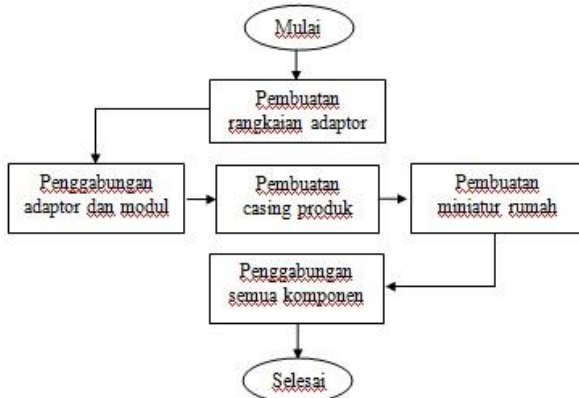 Mulai
Pembuatan
rangkaian adaptor
Penggabungan
adaptor dan modul
Pembuatan
casing produk
Pembuatan
miniatur rumah
Penggabungan
semua komponen
Selesai